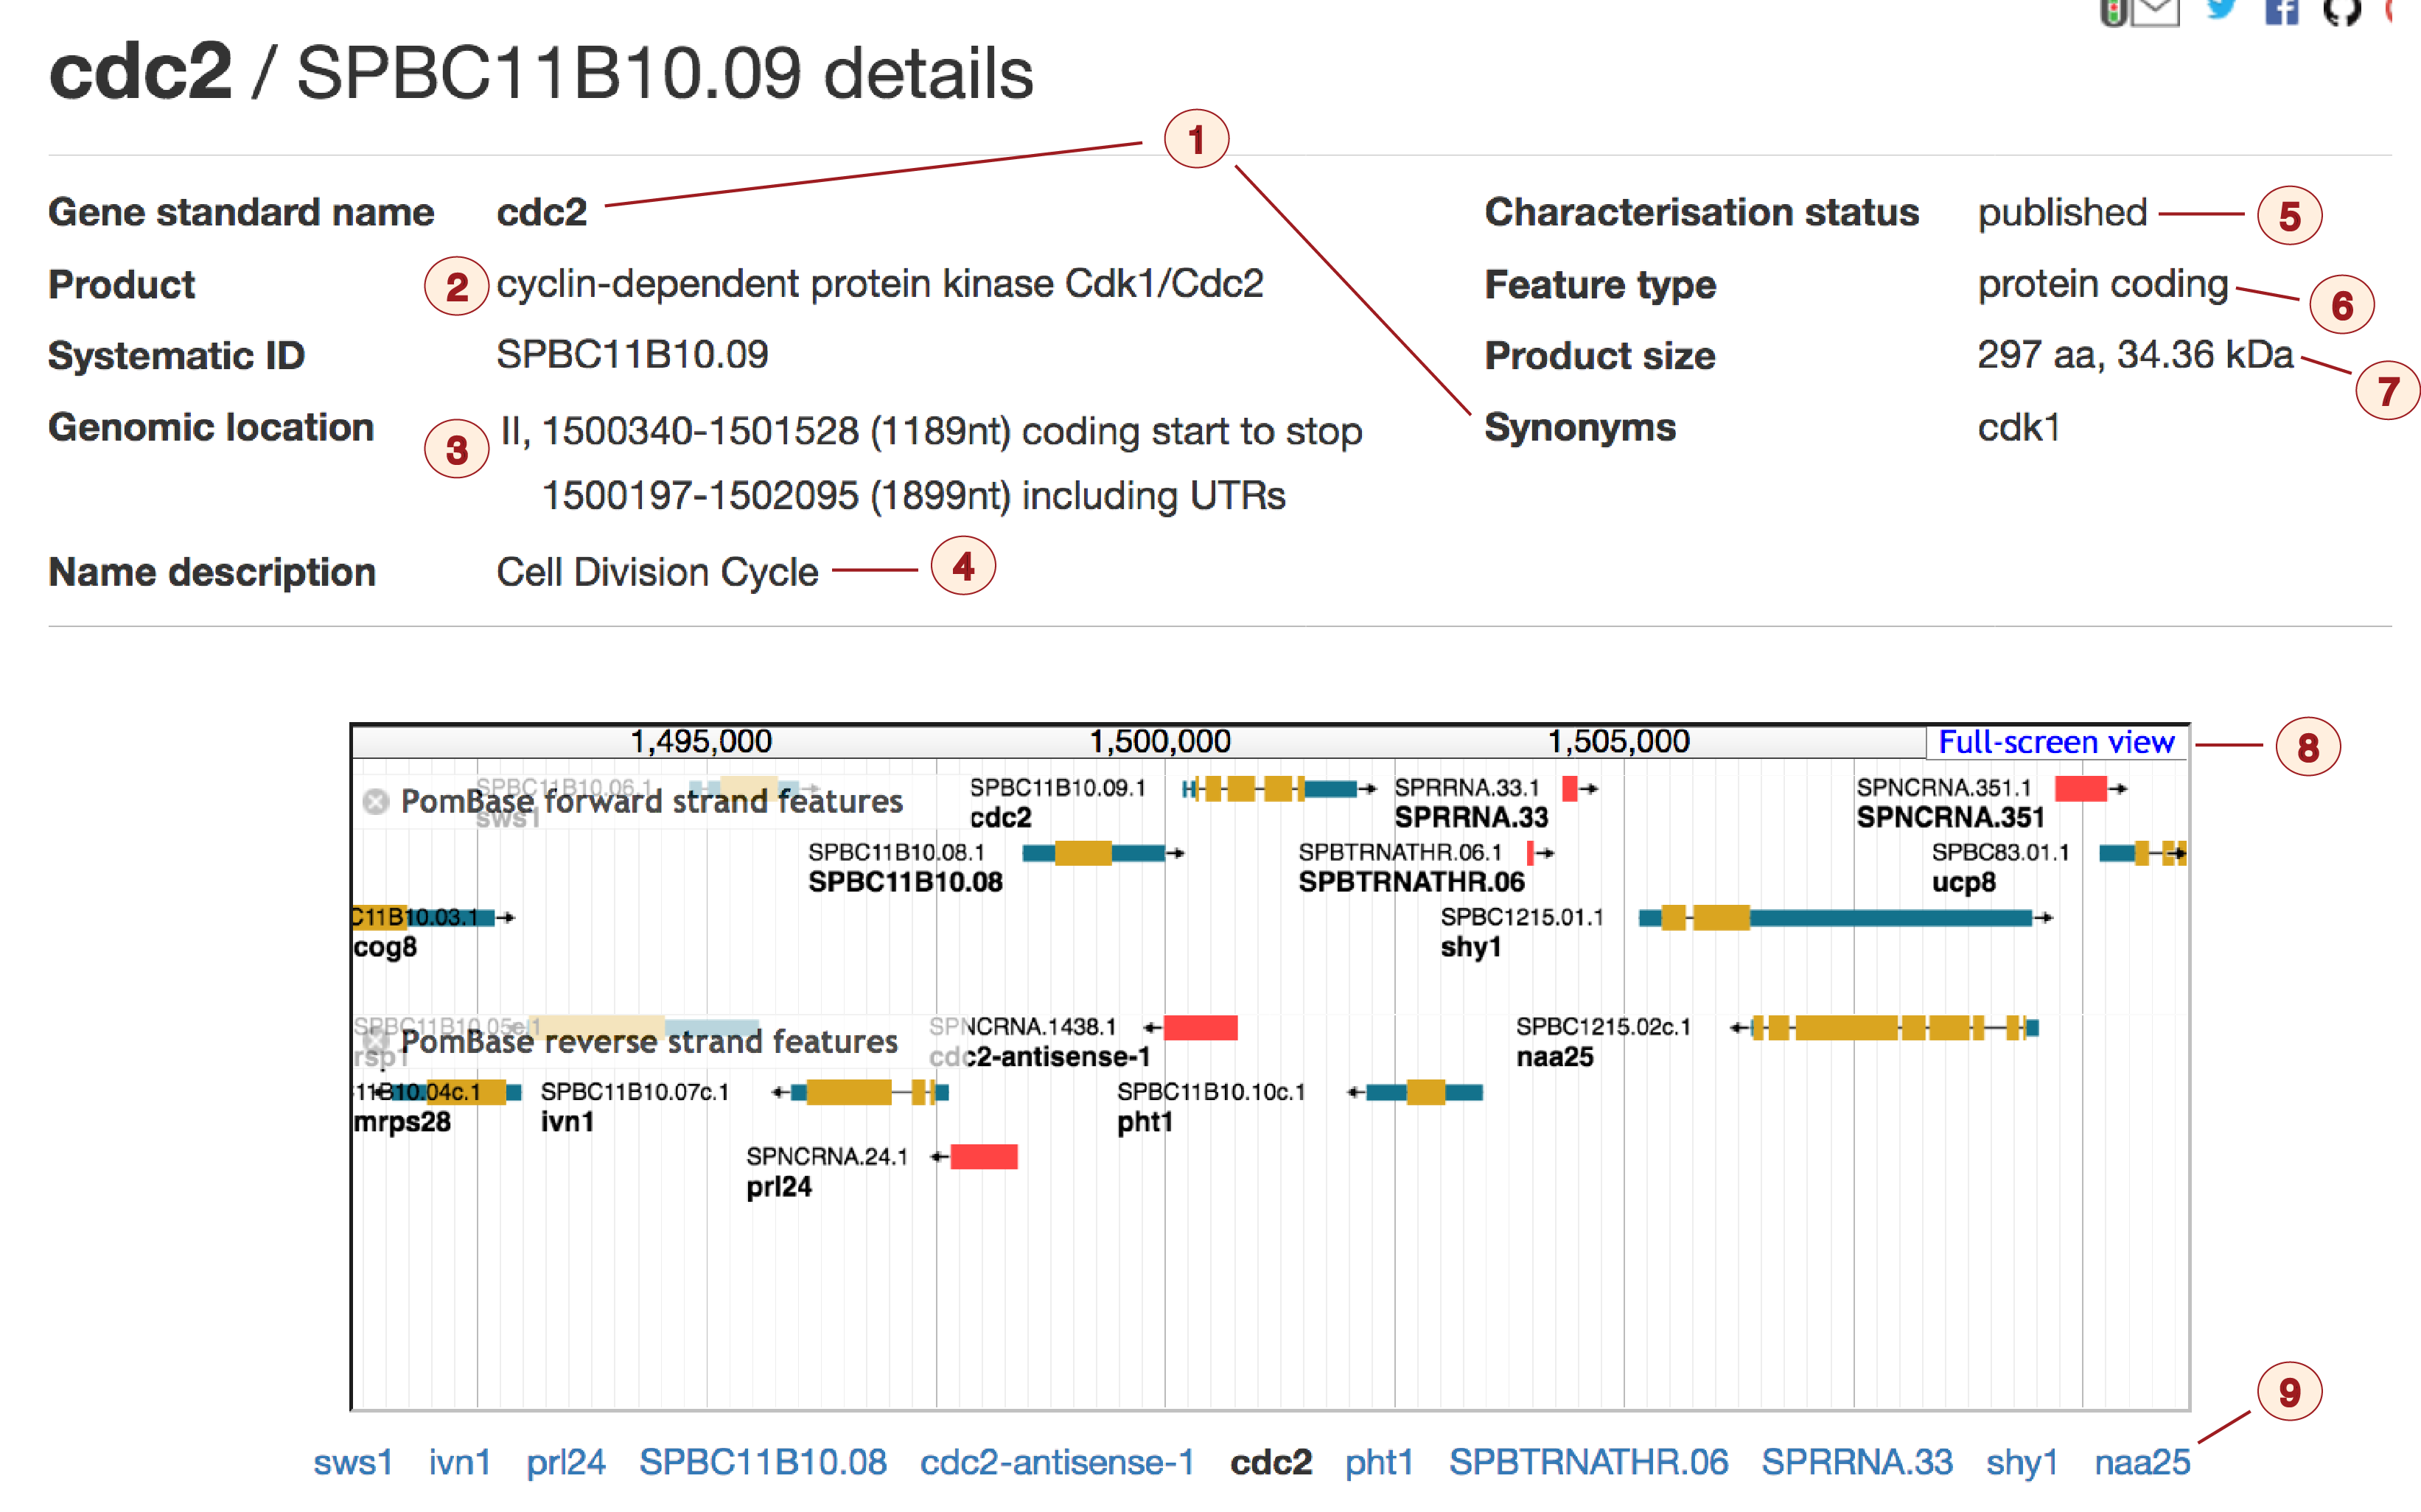 cdc2 / SPBC11B10.09 details
1
Gene standard name cdc2 Characterisation status published 5
Product 2 cyclin-dependent protein kinase Cdk1/Cdc2 Feature type protein coding 6
Systematic ID SPBC11B10.09 Product size 297 aa, 34.36 kDa 7
Genomic location 3 II, 1500340-1501528 (1189nt) coding start to stop Synonyms cdk1
1500197-1502095 (1899nt) including UTRs
Name description Cell Division Cycle 4
1,495,000 1,500,000 1,505,000 Full-screen view 8
SPBC11B10.06.1 SPBC11B10.09.1 SPRRNA.33.1 SPNCRNA.351.1
PomBase forward strand features
sws1 cdc2 SPRRNA.33 SPNCRNA.351
SPBC11B10.08.1 SPBTRNATHR.06.1 SPBC83.01.1
SPBC11B10.08 SPBTRNATHR.06 ucp8
C11B10.03.1 SPBC1215.01.1
cog8 shy1
SPBC11B10.05e.1 SPNCRNA.1438.1 SPBC1215.02c.1
PomBase reverse strand features
rsp1 cdc2-antisense-1 naa25
11B10.04c.1 SPBC11B10.07c.1 SPBC11B10.10c.1
mrps28 ivn1 pht1
SPNCRNA.24.1
prl24
9
sws1 ivn1 prl24 SPBC11B10.08 cdc2-antisense-1 cdc2 pht1 SPBTRNATHR.06 SPRRNA.33 shy1 naa25